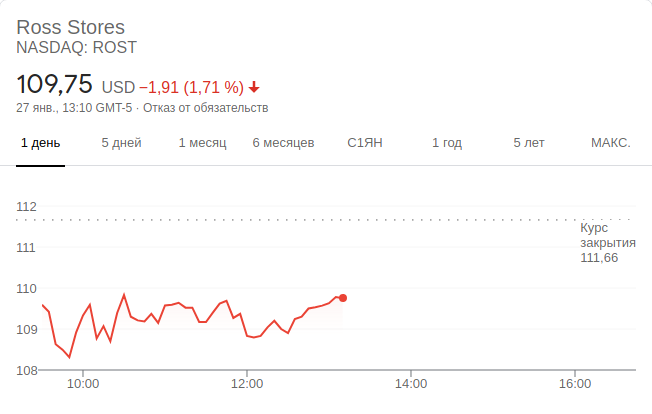 Ross Stores
NASDAQ: ROST
109,75 USD −1,91 (1,71 %)
27 янв., 13:10 GMT-5 · Отказ от обязательств
1 день 5 дней 1 месяц 6 месяцев С1ЯН 1 год 5 лет МАКС.
112
Курс
закрытия
111,66
111
110
109
108
10:00 12:00 14:00 16:00